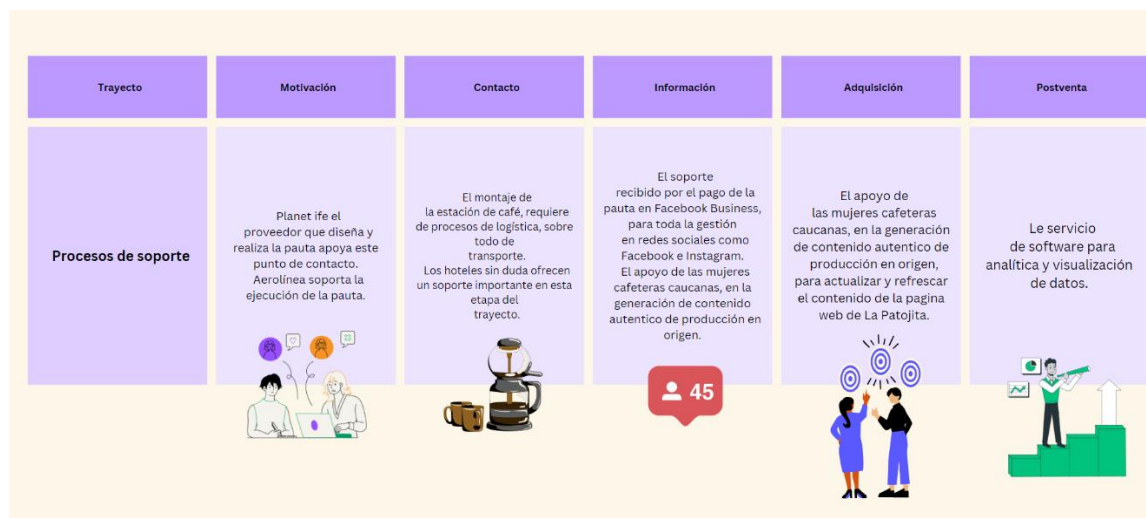 Trayecto
Motivación
Contacto
Información
Adquisición
Postventa
Procesos de soporte
Planet ife el
proveedor que diseña y
realiza la pauta apoya este
punto de contacto.
Aerolínea soporta la
ejecución de la pauta.
El montaje de
la estación de café, requiere
de procesos de logística, sobre
todo de
transporte.
Los hoteles sin duda ofrecen
un soporte importante en esta
etapa del
trayecto.
El soporte
recibido por el pago de la
pauta en Facebook Business,
para toda la gestión
en redes sociales como
Facebook e Instagram.
El apoyo de las mujeres
cafeteras caucanas, en la
generación de contenido
autentico de producción en
origen.
45
El apoyo de
las mujeres cafeteras
caucanas, en la generación
de contenido autentico de
producción en origen,
para actualizar y refrescar
el contenido de la pagina
web de La Patojita.
Le servicio
de software para
analítica y visualización
de datos.